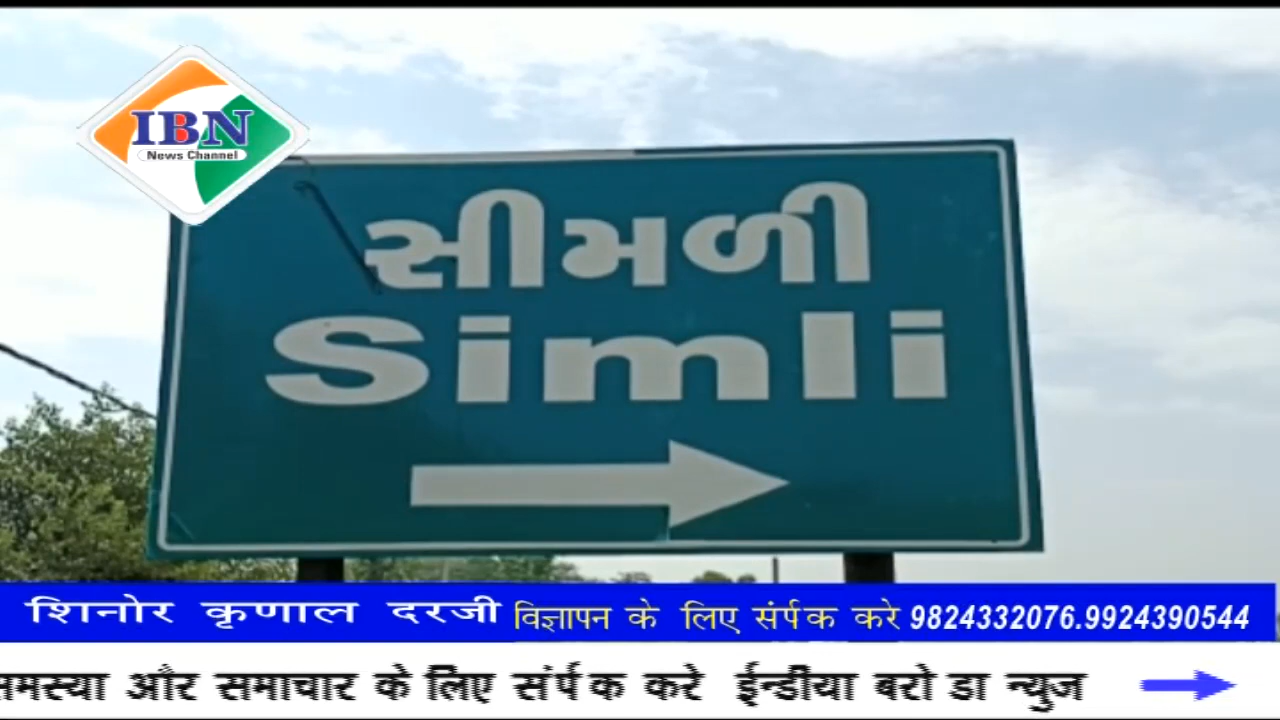 IBN
News Channel
સીમળી
Simli
शिनोर कृणाल दरजी विज्ञापन के लिए संर्पक करे 9824332076.9924390544
समस्या और समाचार के लिए संर्पक करे ईन्डीया बरोडा न्युज